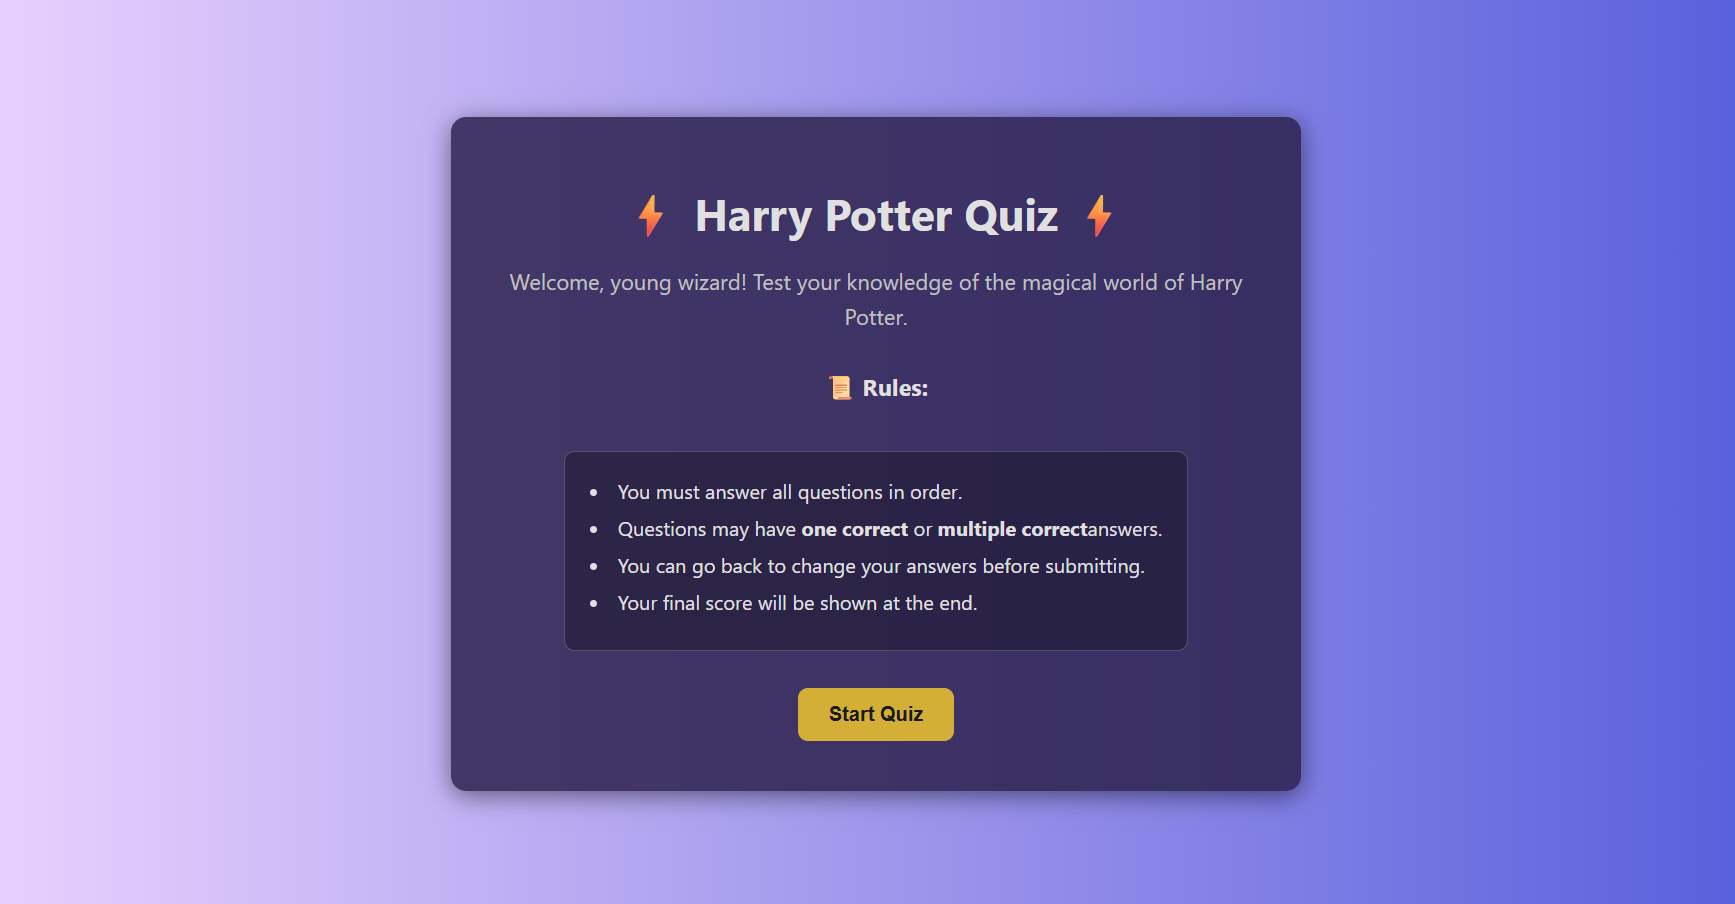 Harry Potter Quiz
Welcome, young wizard! Test your knowledge of the magical world of Harry
Potter.
Rules:
You must answer all questions in order.
Questions may have one correct or multiple correctanswers.
You can go back to change your answers before submitting.
Your final score will be shown at the end.
Start Quiz